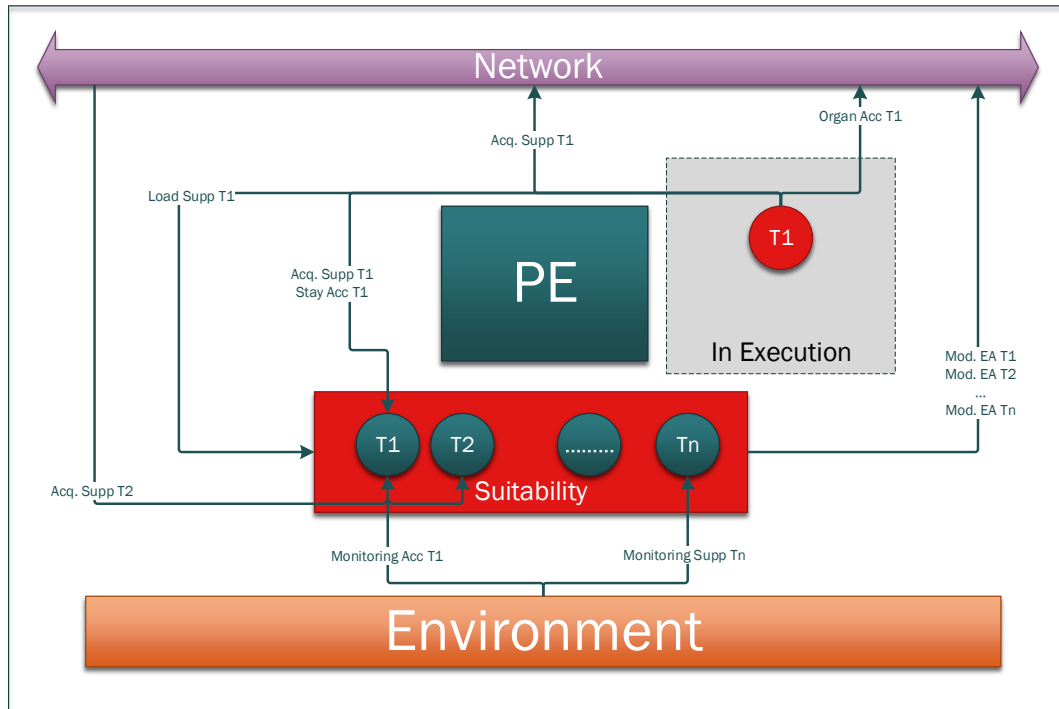 Network
Organ Acc T1
Acq. Supp T1
Load Supp T1
T1
PE
Acq. Supp T1
Stay Acc T1
In Execution
Mod. EA T1
Mod. EA T2
...
Mod. EA Tn
T1
T2
.........
Tn
Suitability
Acq. Supp T2
Monitoring Acc T1
Monitoring Supp Tn
Environment